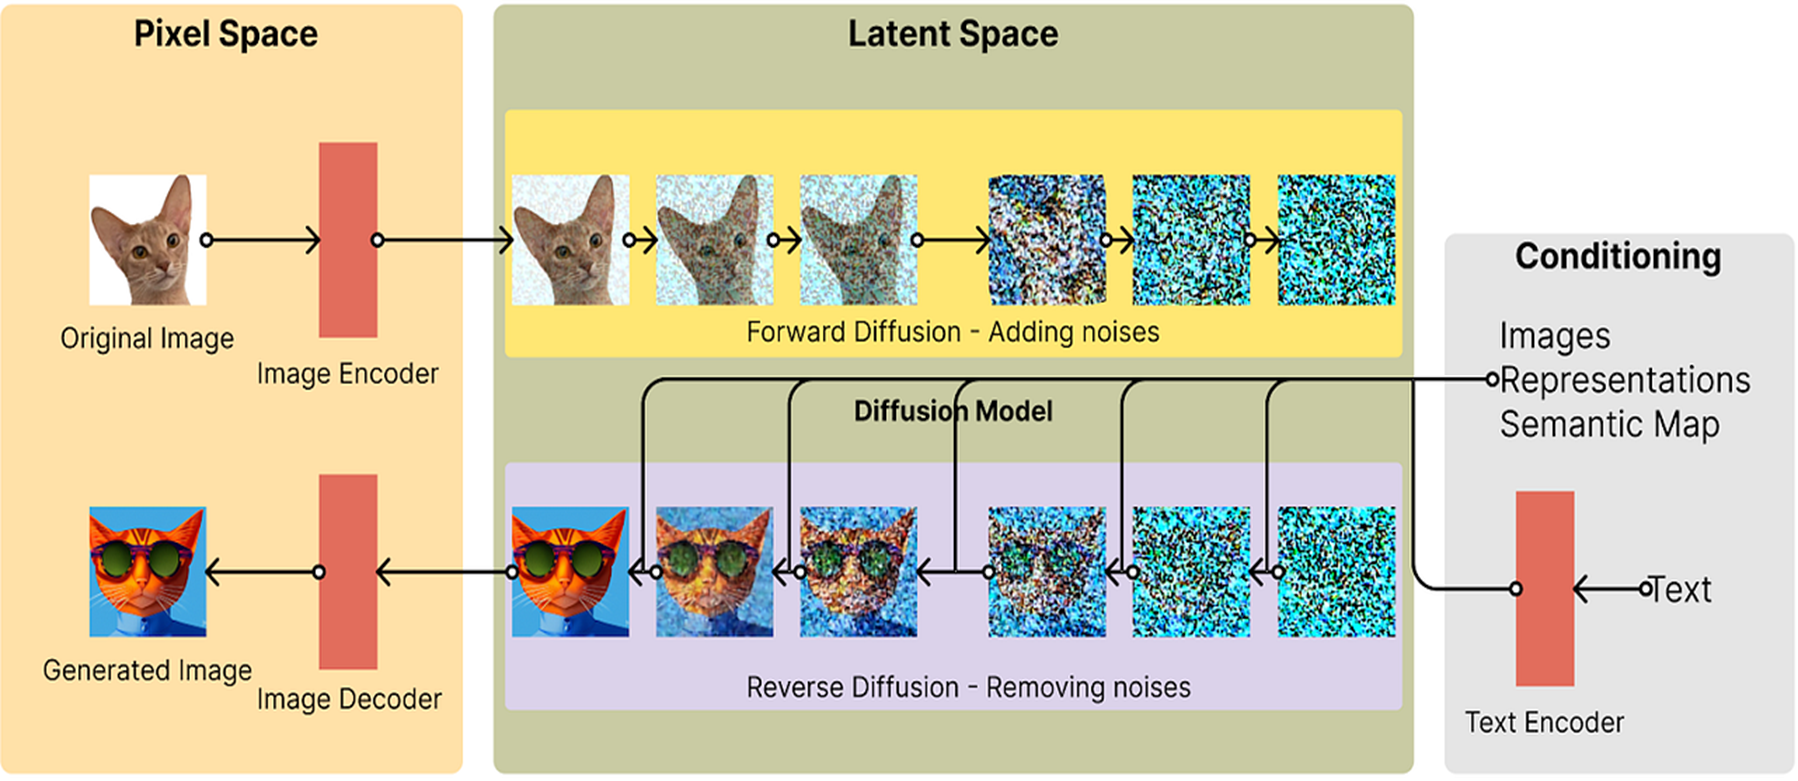 Pixel Space
Latent Space
Original Image
Image Encoder
Forward Diffusion - Adding noises
Conditioning
Images
Representations
Semantic Map
Diffusion Model
Generated Image
Image Decoder
Reverse Diffusion - Removing noises
Text
Text Encoder